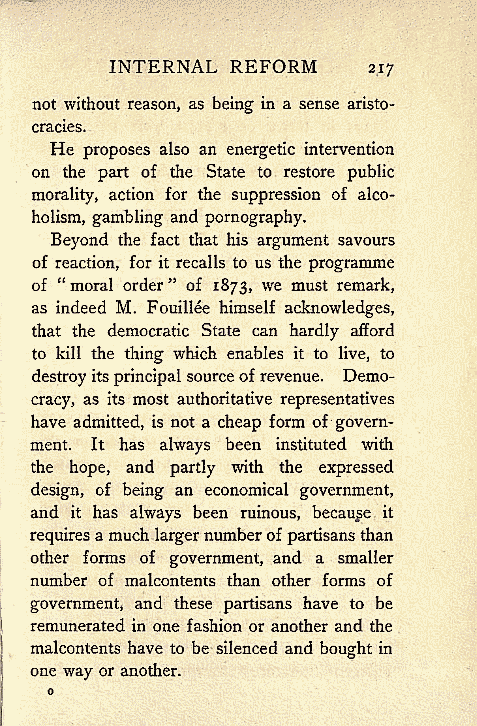 INTERNAL REFORM 217
not without reason, as being in a sense aristo-
cracies.
He proposes also an energetic intervention
on the part of the State to restore public
morality, action for the suppression of alco-
holism, gambling and pornography.
Beyond the fact that his argument savours
of reaction, for it recalls to us the programme
of “moral order” of 1873, we must remark,
as indeed M. Fouillée himself acknowledges,
that the democratic State can hardly afford
to kill the thing which enables it to live, to
destroy its principal source of revenue. Demo-
cracy, as its most authoritative representatives
have admitted, is not a cheap form of govern-
ment. It has always been instituted with
the hope, and partly with the expressed
design, of being an economical government,
and it has always been ruinous, because it
requires a much larger number of partisans than
other forms of government, and a smaller
number of malcontents than other forms of
government, and these partisans have to be
remunerated in one fashion or another and the
malcontents have to be silenced and bought in
one way or another.
o